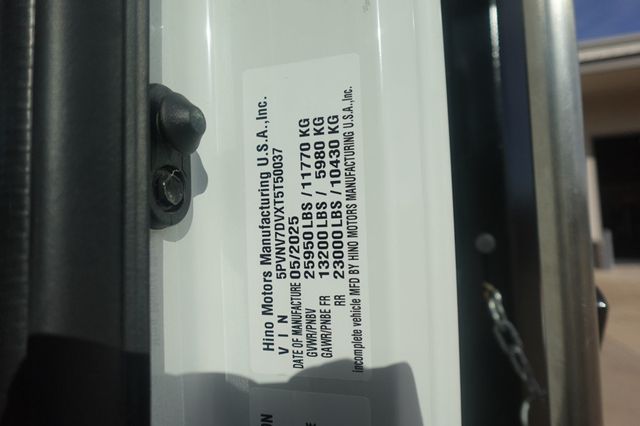 Hino Motors Manufacturing U.S.A.,Inc.
VIN 5PVNV7DVXT5T50037
DATE OF MANUFACTURE 05/2025
GVWR/PNBV 25950 LBS / 11770 KG
GAWR/PNBE FR 13200 LBS / 5980 KG
RR 23000 LBS / 10430 KG
incomplete vehicle MFD BY HINO MOTORS MANUFACTURING U.S.A.,Inc.